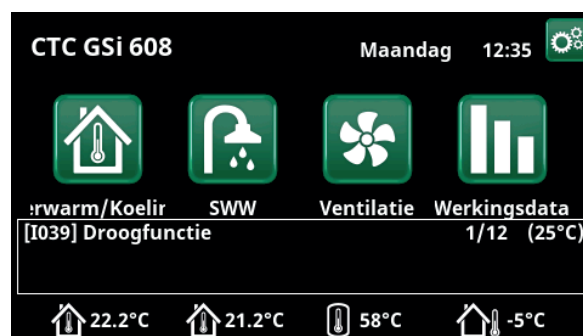 CTC GSi 608 Maandag 12:35
erwarm/Koelin SWW Ventilatie Werkingsdata
[I039] Droogfunctie 1/12 (25°C)
22.2°C 21.2°C 58°C -5°C